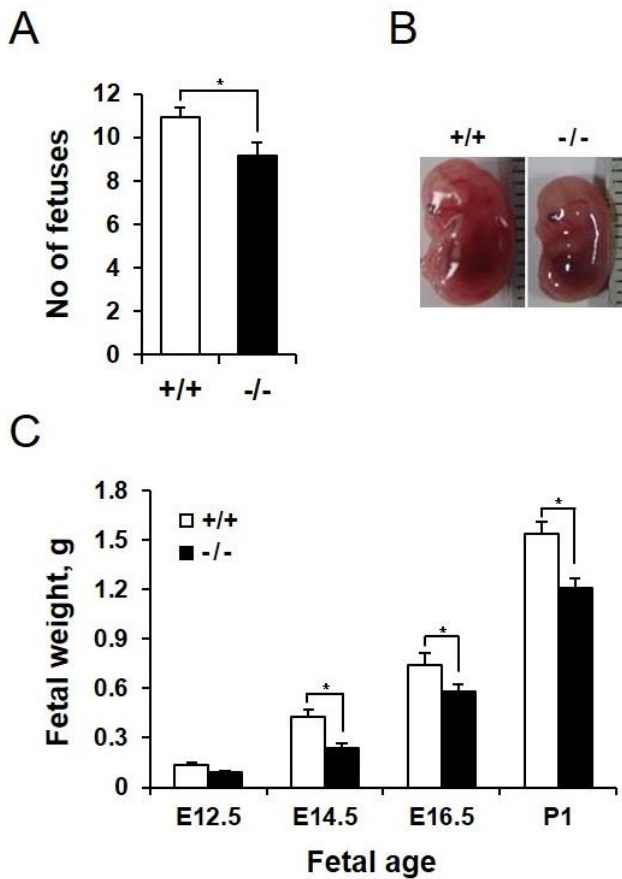 A
B
No of fetuses
12
10
8
6
4
2
0
*
+/+
-/-
+/+
-/-
C
Fetal weight, g
1.8
1.5
1.2
0.9
0.6
0.3
0
+/+
-/-
*
*
*
E12.5
E14.5
E16.5
P1
Fetal age